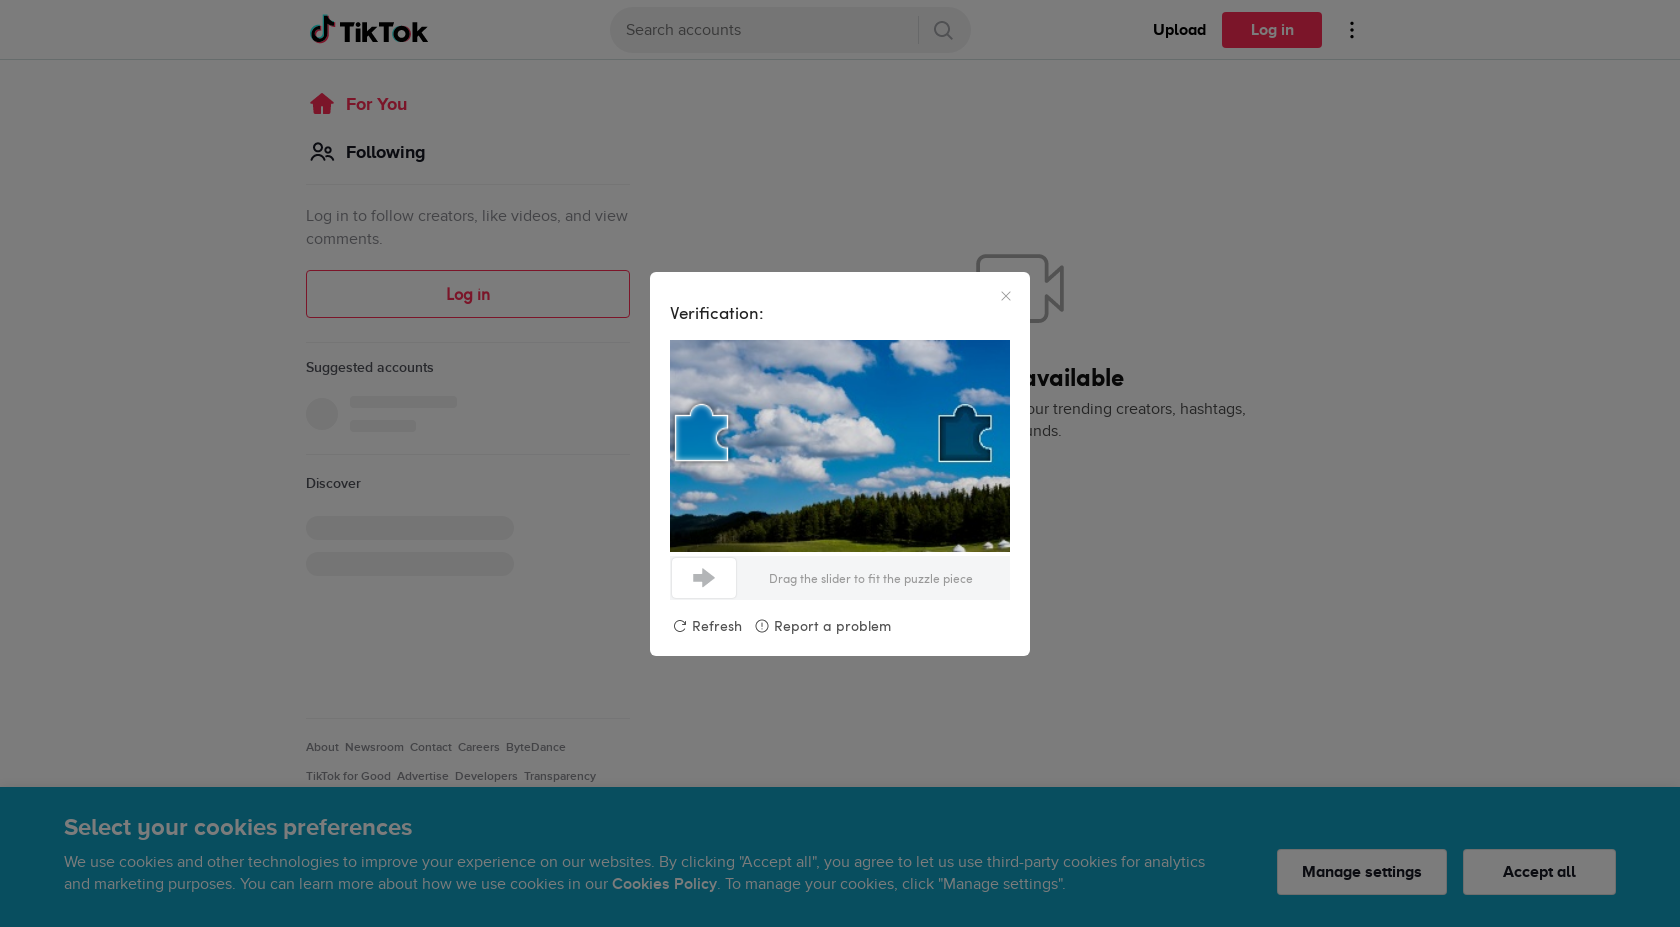 TikTok
Search accounts
Upload
Log in
For You
Following
Log in to follow creators, like videos, and view
comments.
Log in
Suggested accounts
Discover
About Newsroom Contact Careers ByteDance
TikTok for Good Advertise Developers Transparency
available
our trending creators, hashtags,
Verification:
Drag the slider to fit the puzzle piece
Refresh
Report a problem
Select your cookies preferences
We use cookies and other technologies to improve your experience on our websites. By clicking "Accept all", you agree to let us use third-party cookies for analytics
and marketing purposes. You can learn more about how we use cookies in our Cookies Policy. To manage your cookies, click "Manage settings".
Manage settings
Accept all